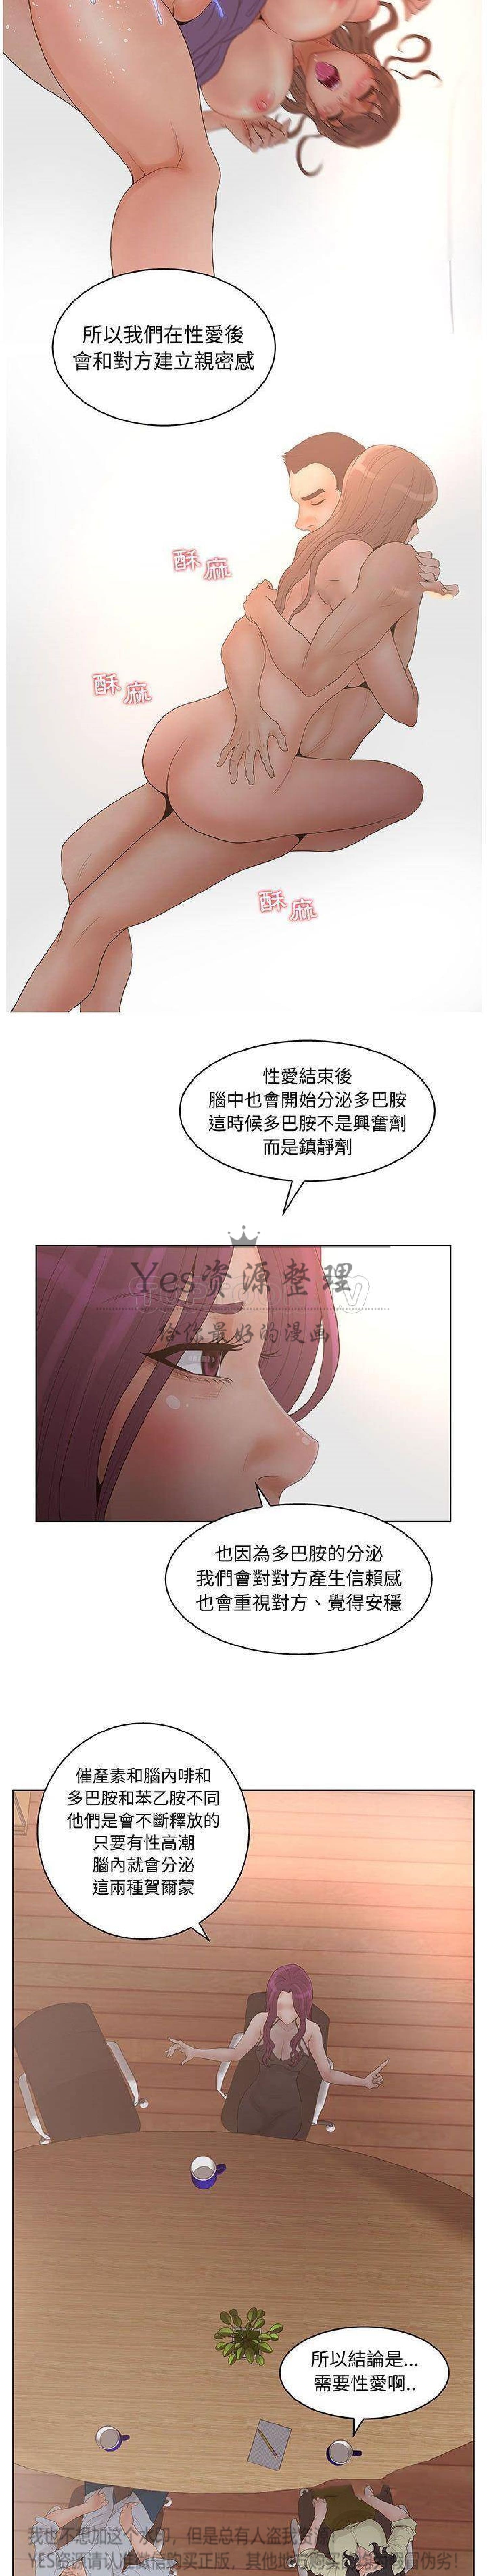 所以我們在性愛後
會和對方建立親密感
酥麻
酥麻
酥麻
性愛結束後
腦中也會開始分泌多巴胺
這時候多巴胺不是興奮劑
而是鎮靜劑
Yes资源整理
给你最好的漫画
也因為多巴胺的分泌
我們會對對方產生信賴感
也會重視對方、覺得安穩
催產素和腦內啡和
多巴胺和苯乙胺不同
他們是會不斷釋放的
只要有性高潮
腦內就會分泌
這兩種賀爾蒙
所以結論是...
需要性愛啊..
我也不想加这个水印，但是总有人盗我资源
YES资源请认准微信购买正版，其他地在购买
冒伪劣！